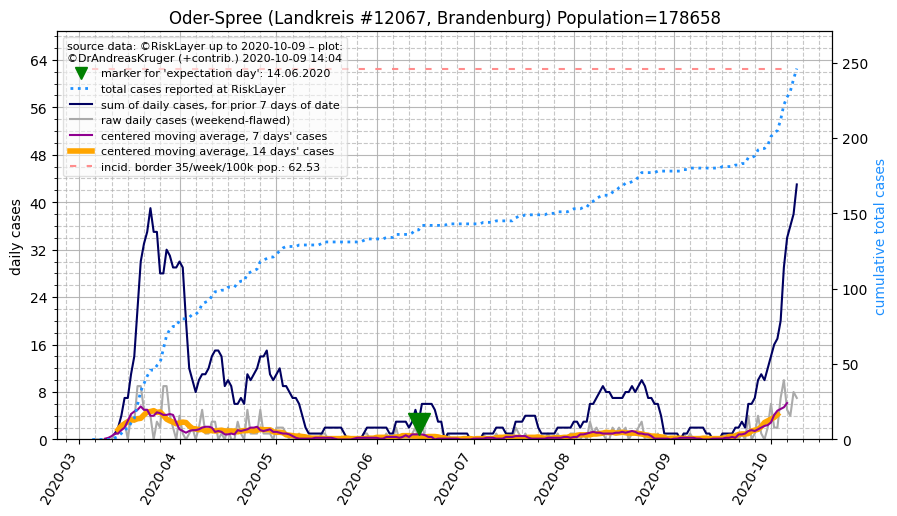 Oder-Spree (Landkreis #12067, Brandenburg) Population=178658
source data: ©RiskLayer up to 2020-10-09 – plot:
©DrAndreasKruger (+contrib.) 2020-10-09 14:04
marker for 'expectation day': 14.06.2020
total cases reported at RiskLayer
sum of daily cases, for prior 7 days of date
raw daily cases (weekend-flawed)
centered moving average, 7 days' cases
centered moving average, 14 days' cases
incid. border 35/week/100k pop.: 62.53
daily cases
64
56
48
40
32
24
16
8
0
cumulative total cases
250
200
150
100
50
0
2020-03
2020-04
2020-05
2020-06
2020-07
2020-08
2020-09
2020-10